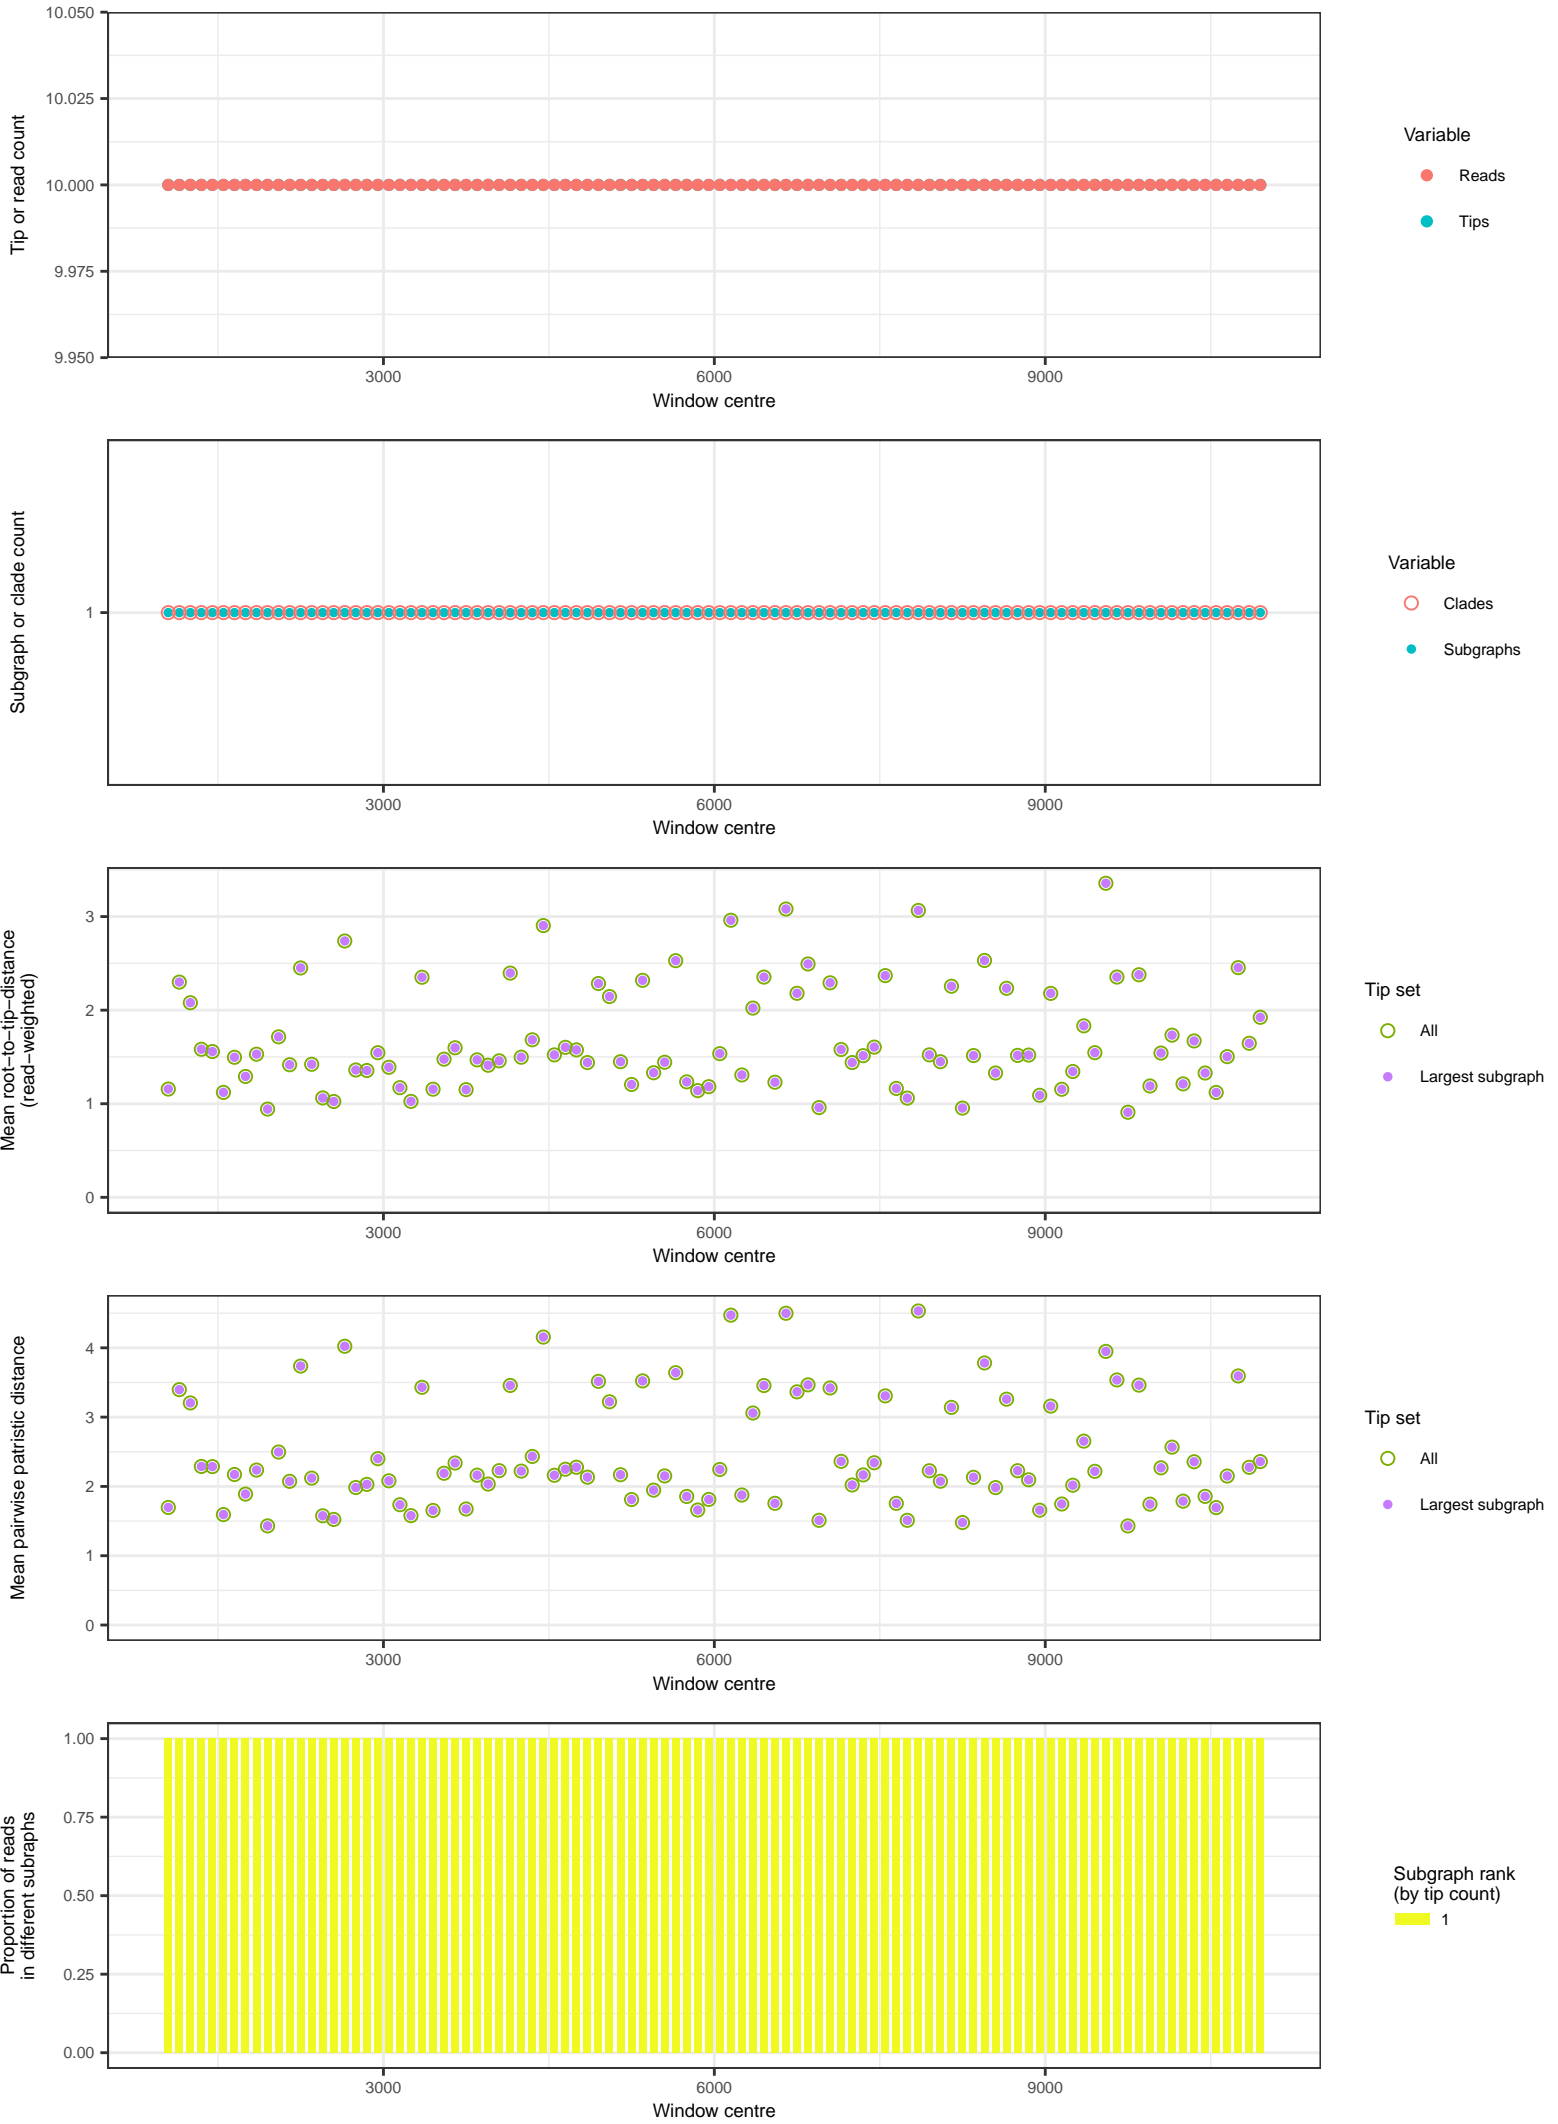 10.050
10.025
10.000
9.975
9.950
Tip or read count
3000 6000 9000
Window centre
Variable
Reads
Tips
1
Subgraph or clade count
3000 6000 9000
Window centre
Variable
Clades
Subgraphs
3
2
1
0
Mean root−to−tip−distance
(read−weighted)
3000 6000 9000
Window centre
Tip set
All
Largest subgraph
4
3
2
1
0
Mean pairwise patristic distance
3000 6000 9000
Window centre
Tip set
All
Largest subgraph
1.00
0.75
0.50
0.25
0.00
Proportion of reads
in different subraphs
3000 6000 9000
Window centre
Subgraph rank
(by tip count)
1